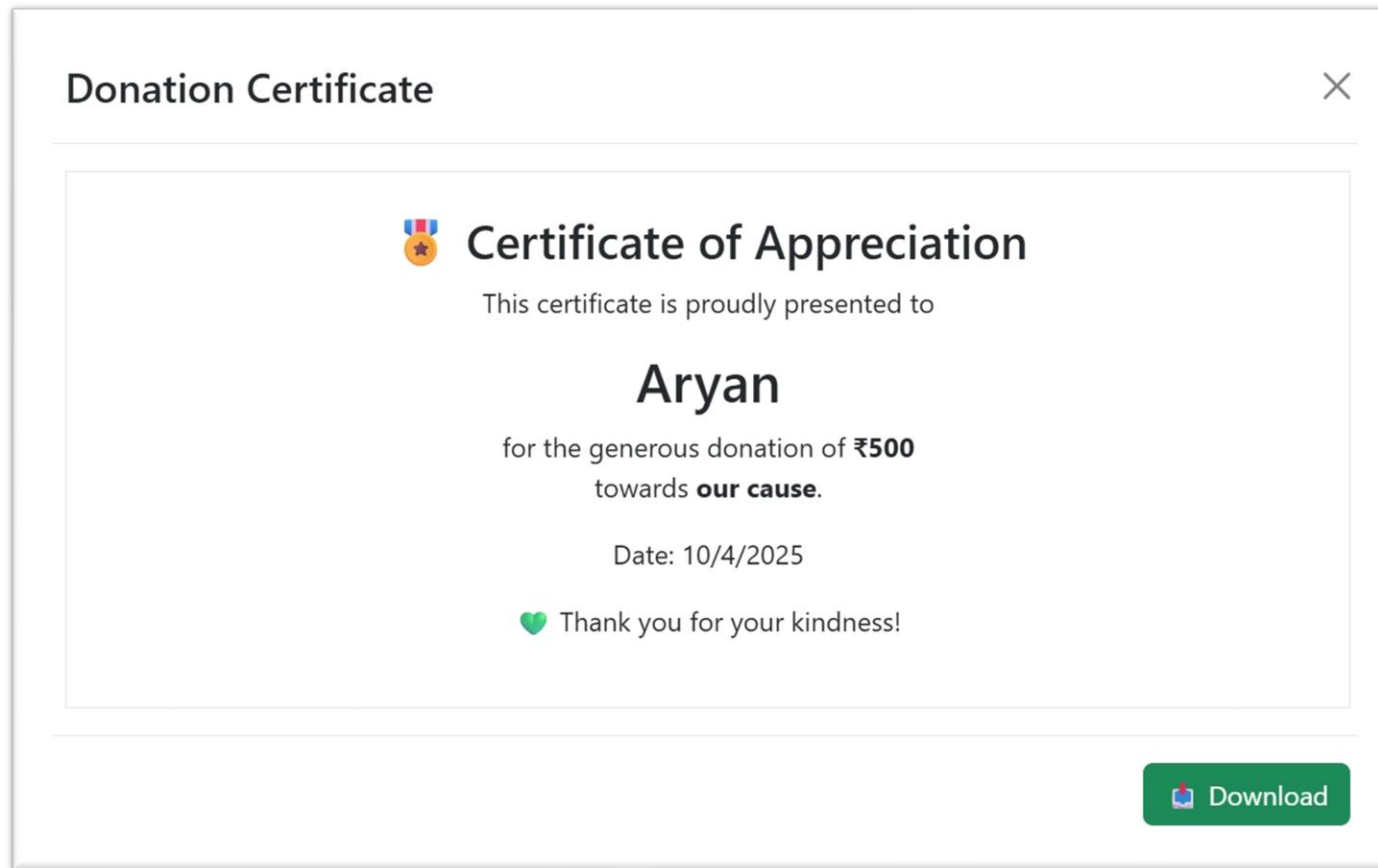 Donation Certificate
Certificate of Appreciation
This certificate is proudly presented to
Aryan
for the generous donation of ₹500
towards our cause.
Date: 10/4/2025
Thank you for your kindness!
Download